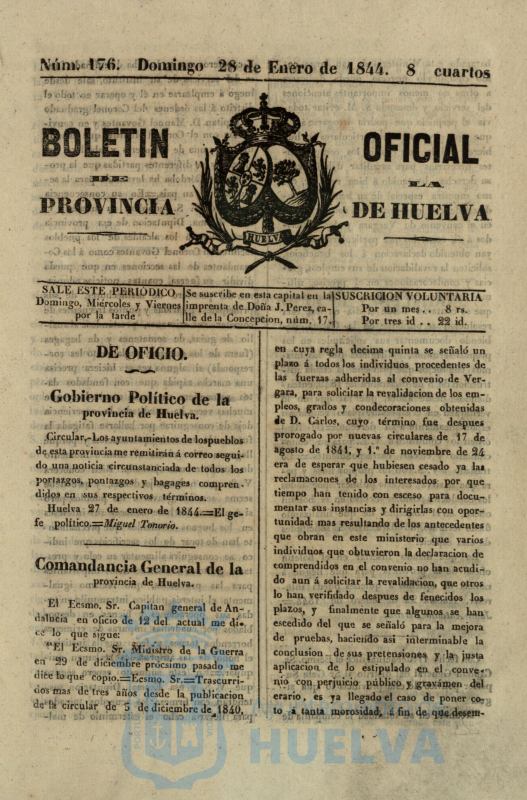 Núm. 176. Domingo 28 de Enero de 1844. 8 cuartos
BOLETIN OFICIAL
DE LA
PROVINCIA DE HUELVA
HUELVA
SALE ESTE PERIÓDICO
Domingo, Miércoles y Viernes
por la tarde
Se suscribe en esta capital en la
imprenta de Doña J. Perez, ca-
lle de la Concepcion, núm. 17.
SUSCRICION VOLUNTARIA
Por un mes . . 8 rs.
Por tres id . . 22 id.
DE OFICIO.
Gobierno Político de la
provincia de Huelva.
Circular.-Los ayuntamientos de los pueblos
de esta provincia me remitirán á correo segui-
do una noticia circunstanciada de todos los
portazgos, pontazgos y bagages compren-
didos en sus respectivos términos.
Huelva 27 de enero de 1844.=El ge-
fe político.=Miguel Tonorio.
Comandancia General de la
provincia de Huelva.
El Ecsmo. Sr. Capitan general de An-
dalucia en oficio de 12 del actual me di-
ce lo que sigue:
"El Ecsmo. Sr. Ministro de la Guerra
en 29 de diciembre prócsimo pasado me
dice lo que copio.=Ecsmo. Sr.=Trascurri-
dos mas de tres años desde la publicacion
de la circular de 5 de diciembre de 1840,
en cuya regla decima quinta se señaló un
plazo á todos los individuos procedentes de
las fuerzas adheridas al convenio de Ver-
gara, para solicitar la revalidacion de los em-
pleos, grados y condecoraciones obtenidas
de D. Carlos, cuyo término fue despues
prorogado por nuevas circulares de 17 de
agosto de 1841, y 1.º de noviembre de 24
era de esperar que hubiesen cesado ya las
reclamaciones de los interesados por que
tiempo han tenido con esceso para docu-
mentar sus instancias y dirigirlas con opor-
tunidad: mas resultando de los antecedentes
que obran en este ministerio que varios
individuos que obtuvieron la declaracion de
comprendidos en el convenio no han acudi-
do aun á solicitar la revalidacion, que otros
lo han verifidado despues de fenecidos los
plazos, y finalmente que algunos se han
escedido del que se señaló para la mejora
de pruebas, haciendo asi interminable la
conclusion de sus pretensiones y la justa
aplicacion de lo estipulado en el conve-
nio con perjuicio público y gravámen del
erario, es ya llegado el caso de poner co-
to á tanta morosidad, á fin de que desem-
HUELVA